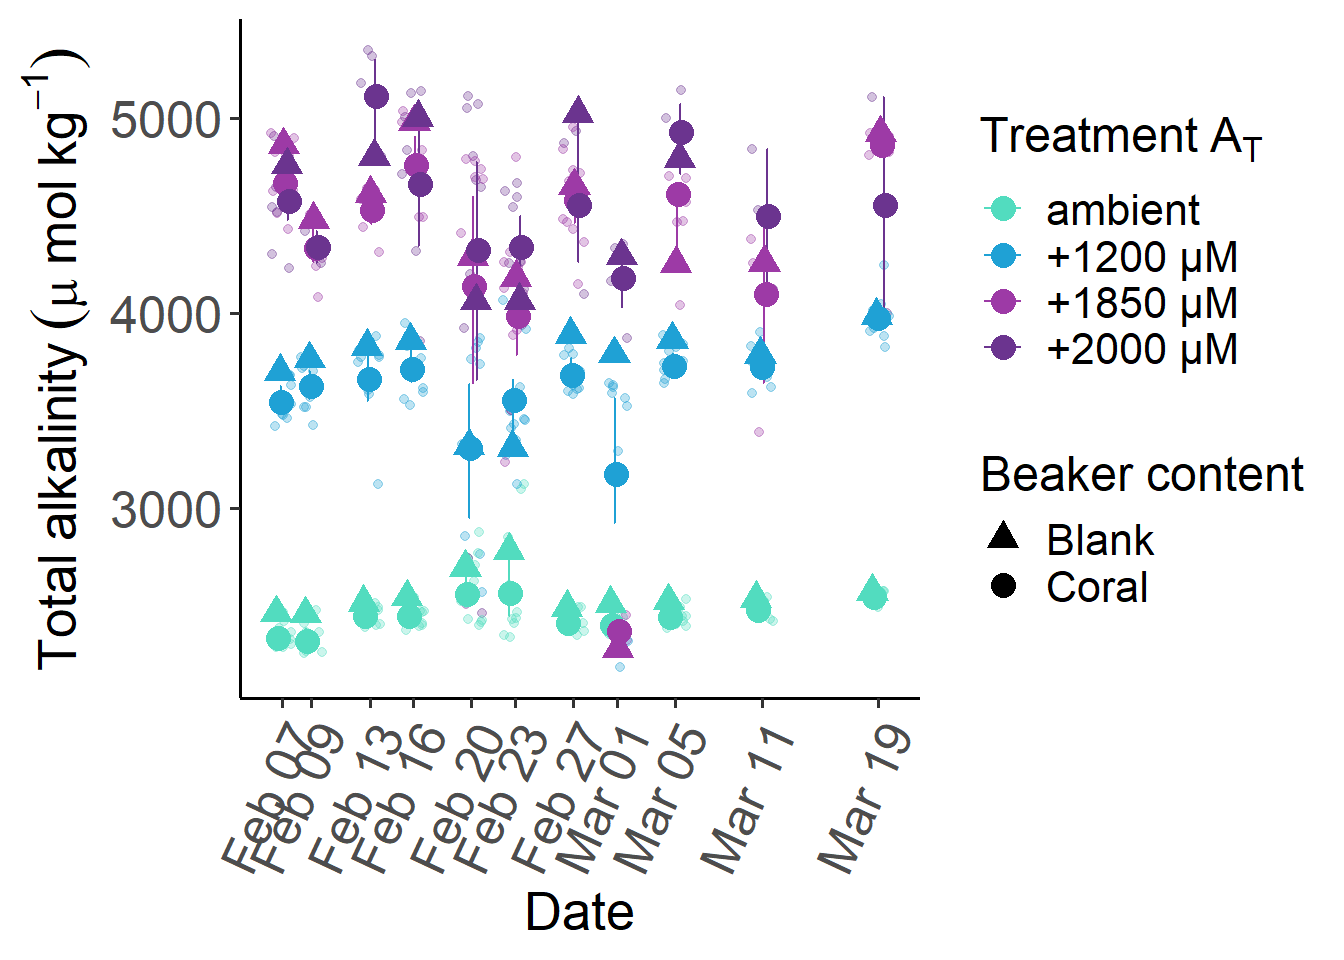 Total alkalinity (μ mol kg⁻¹)
5000
4000
3000
Feb 07
Feb 09
Feb 13
Feb 16
Feb 20
Feb 23
Feb 27
Mar 01
Mar 05
Mar 11
Mar 19
Date
Treatment A_T
ambient
+1200 μM
+1850 μM
+2000 μM
Beaker content
Blank
Coral